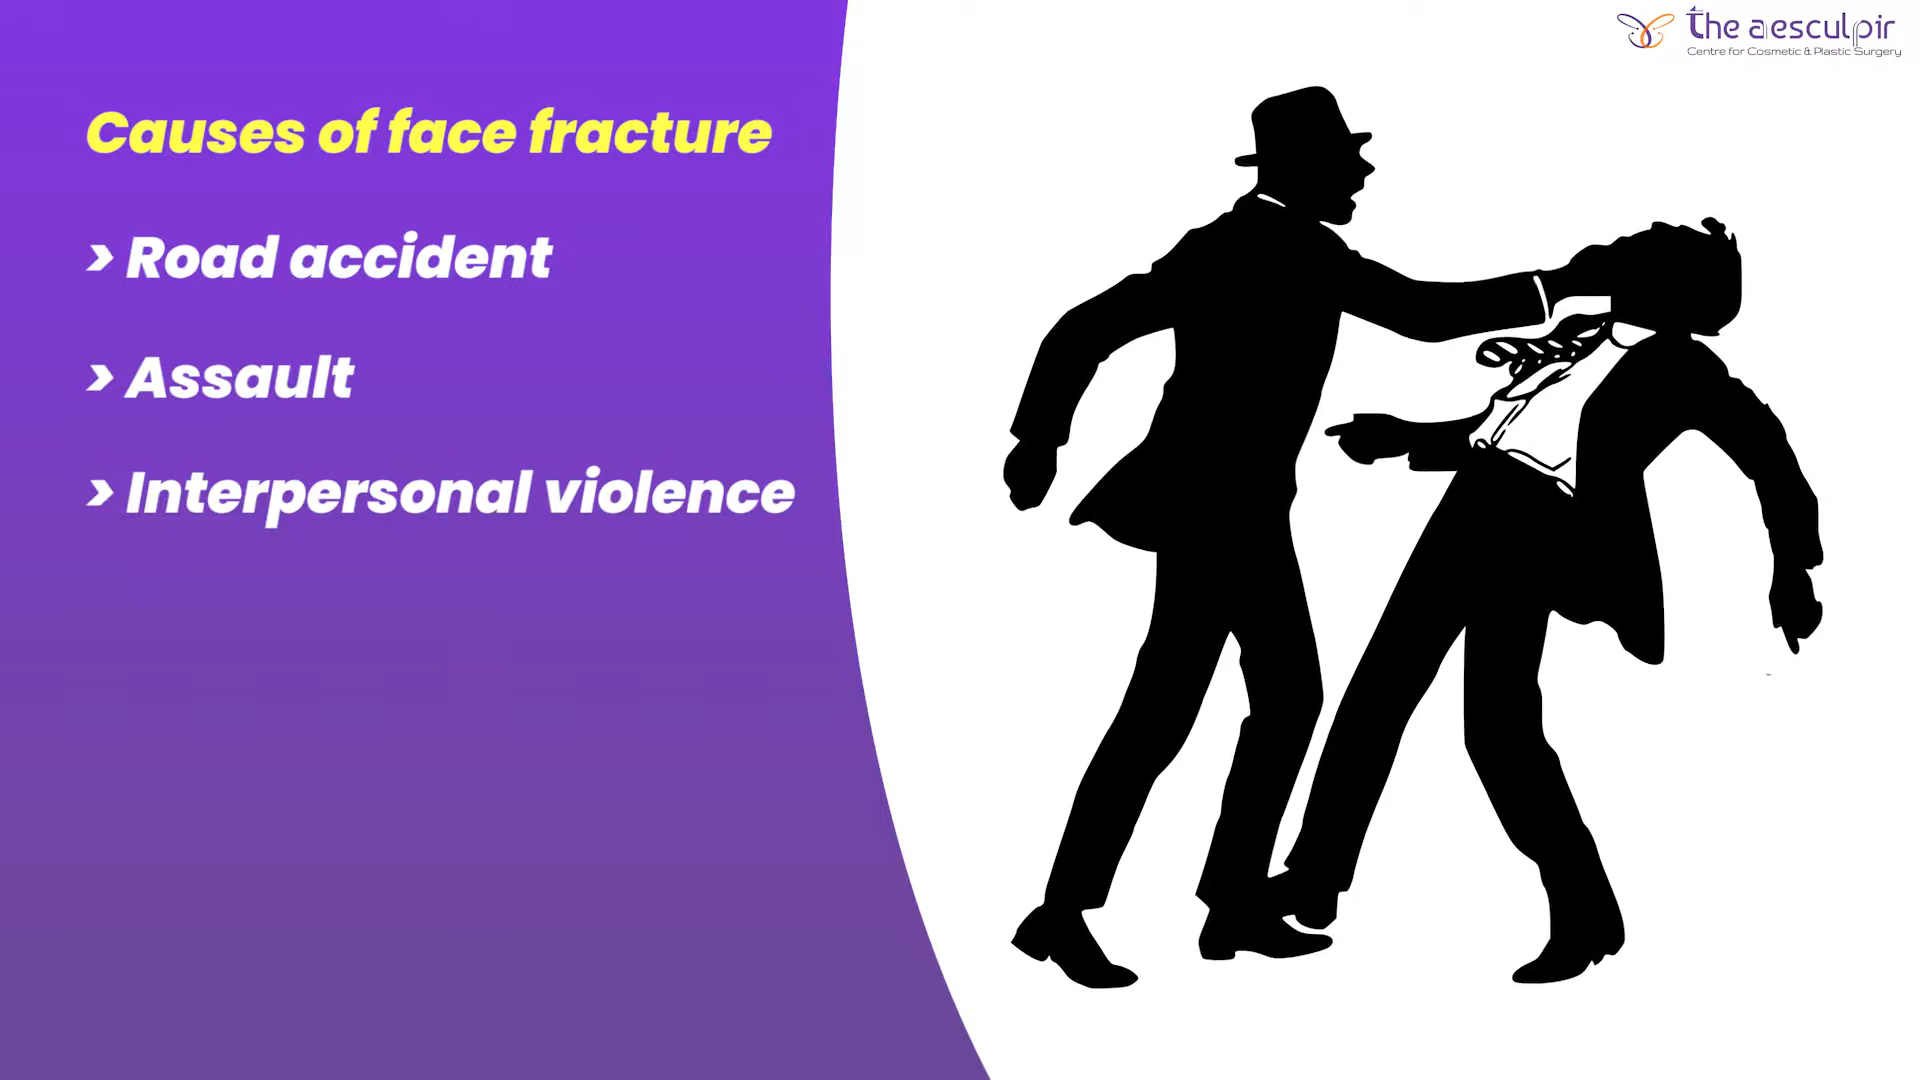 the aesculpir
Centre for Cosmetic & Plastic Surgery
Causes of face fracture
> Road accident
> Assault
> Interpersonal violence